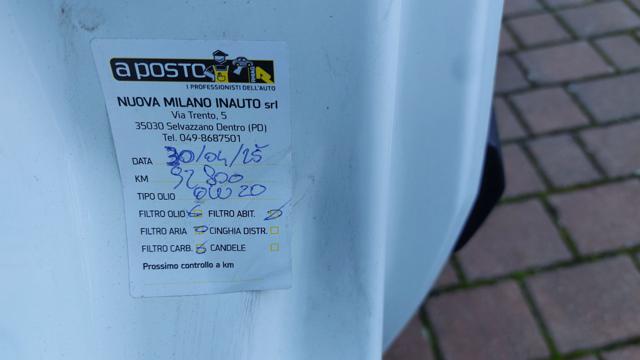 a posto
I PROFESSIONISTI DELL'AUTO
NUOVA MILANO INAUTO srl
Via Trento, 5
35030 Selvazzano Dentro (PD)
Tel. 049-8687501
DATA 30/04/25
KM 92800
TIPO OLIO 0W20
FILTRO OLIO FILTRO ABIT.
FILTRO ARIA CINGHIA DISTR.
FILTRO CARB. CANDELE
Prossimo controllo a km